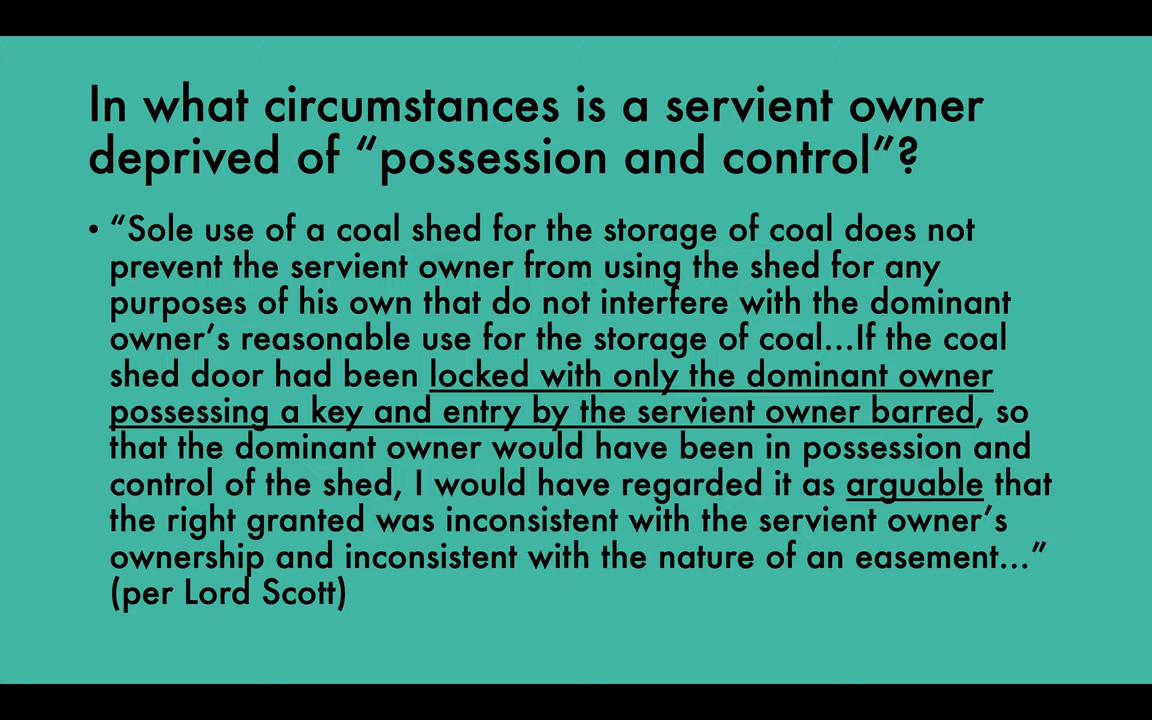 In what circumstances is a servient owner
deprived of “possession and control”?
• “Sole use of a coal shed for the storage of coal does not
prevent the servient owner from using the shed for any
purposes of his own that do not interfere with the dominant
owner’s reasonable use for the storage of coal…If the coal
shed door had been locked with only the dominant owner
possessing a key and entry by the servient owner barred, so
that the dominant owner would have been in possession and
control of the shed, I would have regarded it as arguable that
the right granted was inconsistent with the servient owner’s
ownership and inconsistent with the nature of an easement…”
(per Lord Scott)